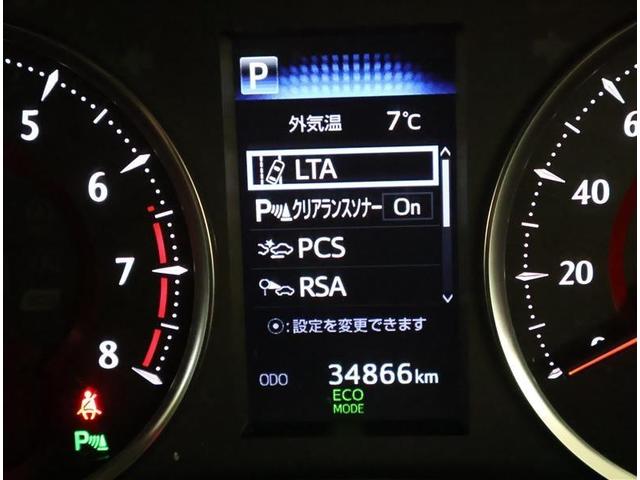 P
外気温 7℃
LTA
P クリアランスソナー On
PCS
RSA
⦿:設定を変更できます
ODO 34866km
ECO
MODE
5
6
7
8
P
40
20